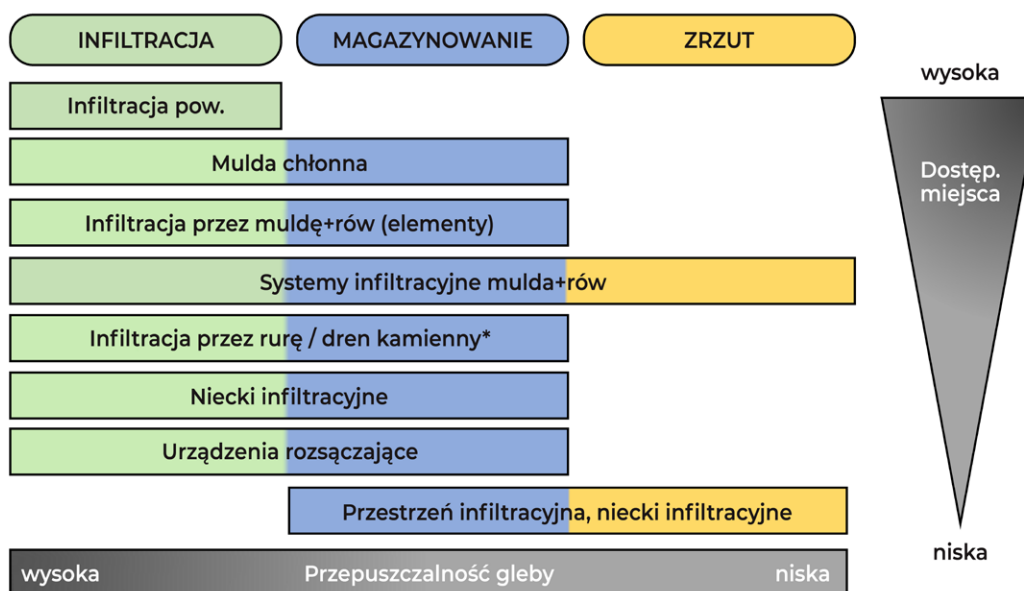 INFILTRACJA
MAGAZYNOWANIE
ZRZUT
wysoka
Infiltracja pow.
Mulda chłonna
Dostęp.
miejsca
Infiltracja przez muldę+rów (elementy)
Systemy infiltracyjne mulda+rów
Infiltracja przez rurę / dren kamienny*
Niecki infiltracyjne
Urządzenia rozsączające
Przestrzeń infiltracyjna, niecki infiltracyjne
niska
wysoka
Przepuszczalność gleby
niska